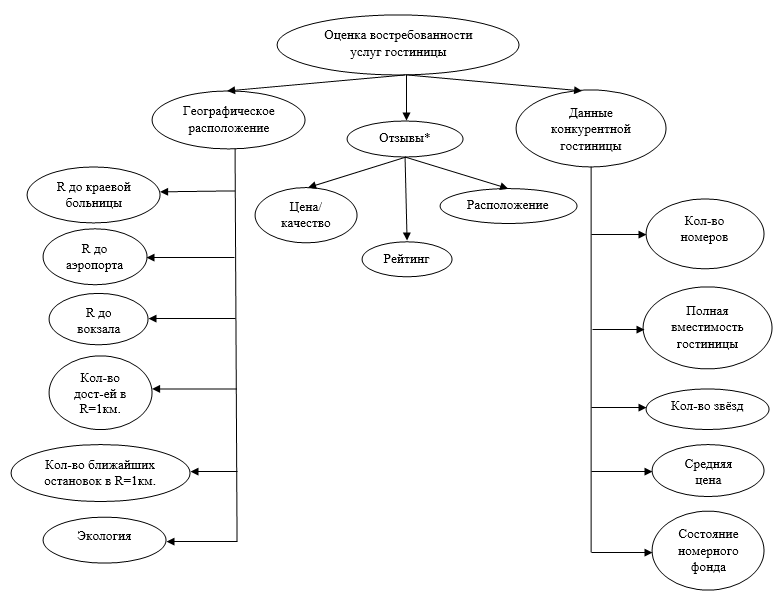 Оценка востребованности
услуг гостиницы
Географическое
расположение
Отзывы*
Данные
конкурентной
гостиницы
R до краевой
больницы
R до
аэропорта
R до
вокзала
Кол-во
дост-ей в
R=1км.
Кол-во ближайших
остановок в R=1км.
Экология
Цена/
качество
Рейтинг
Расположение
Кол-во
номеров
Полная
вместимость
гостиницы
Кол-во звёзд
Средняя
цена
Состояние
номерного
фонда